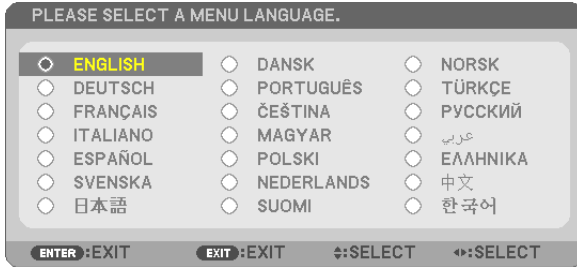 PLEASE SELECT A MENU LANGUAGE.
ENGLISH DANSK NORSK
DEUTSCH PORTUGUÊS TÜRKÇE
FRANÇAIS ČEŠTINA РУССКИЙ
ITALIANO MAGYAR عربي
ESPAÑOL POLSKI ΕΛΛΗΝΙΚΑ
SVENSKA NEDERLANDS 中文
日本語 SUOMI 한국어
ENTER :EXIT EXIT :EXIT :SELECT :SELECT